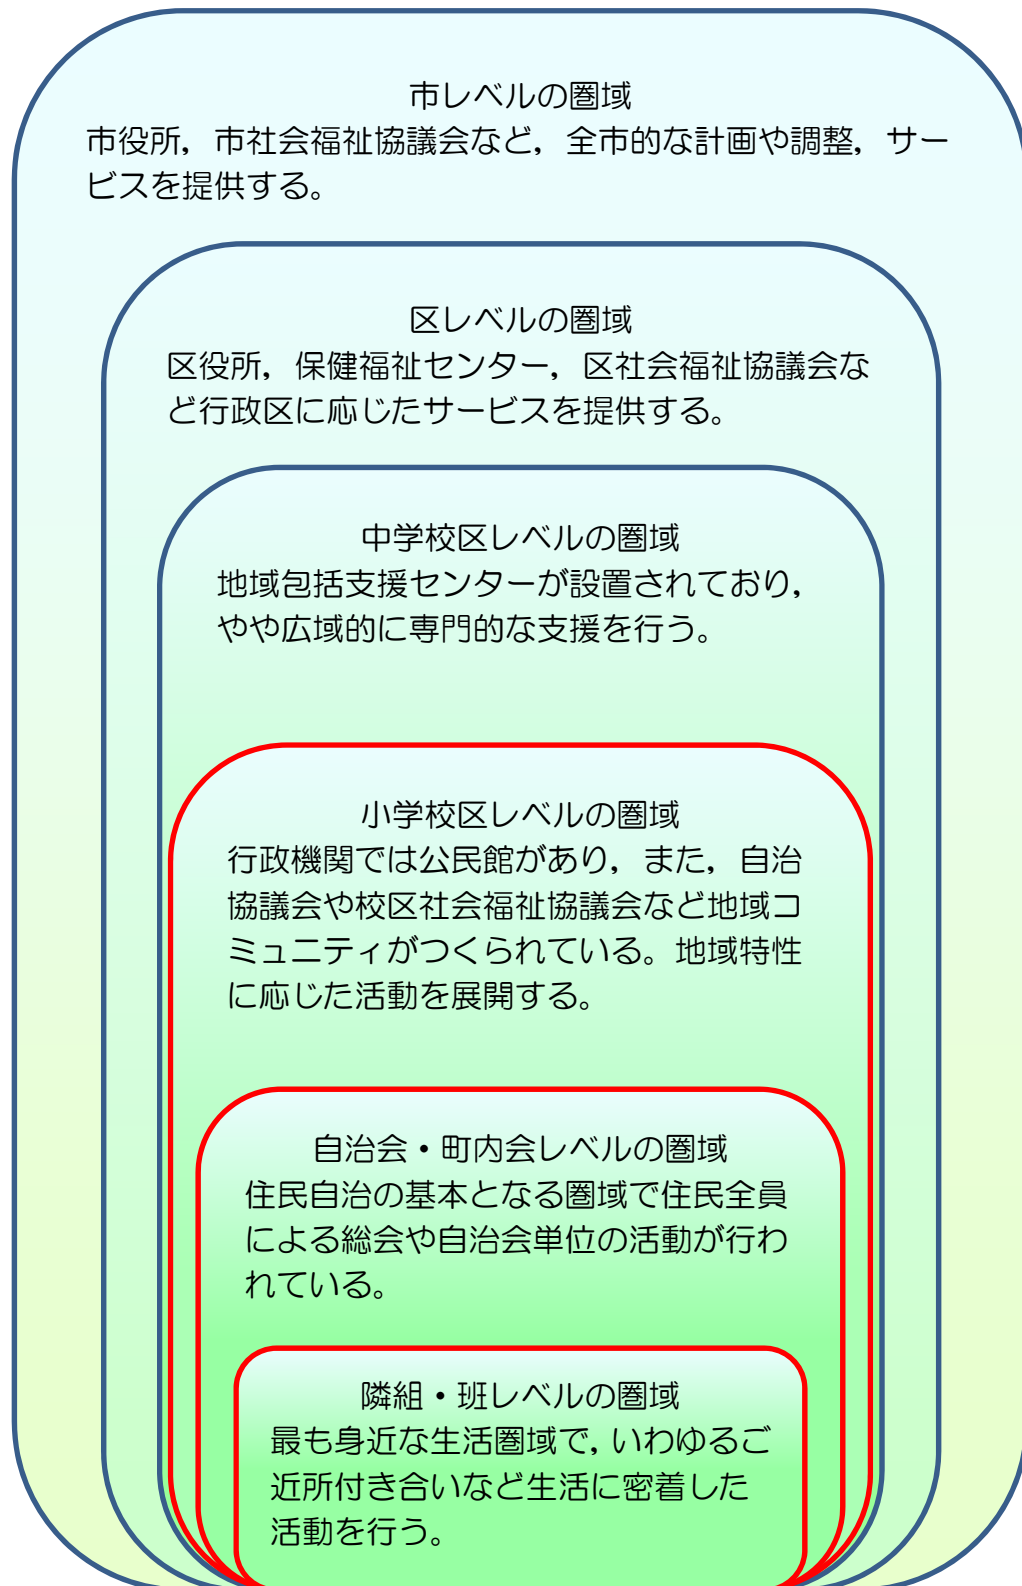 市レベルの圏域
市役所，市社会福祉協議会など，全市的な計画や調整，サー
ビスを提供する。
区レベルの圏域
区役所，保健福祉センター，区社会福祉協議会な
ど行政区に応じたサービスを提供する。
中学校区レベルの圏域
地域包括支援センターが設置されており，
やや広域的に専門的な支援を行う。
小学校区レベルの圏域
行政機関では公民館があり，また，自治
協議会や校区社会福祉協議会など地域コ
ミュニティがつくられている。地域特性
に応じた活動を展開する。
自治会・町内会レベルの圏域
住民自治の基本となる圏域で住民全員
による総会や自治会単位の活動が行わ
れている。
隣組・班レベルの圏域
最も身近な生活圏域で，いわゆるご
近所付き合いなど生活に密着した
活動を行う。